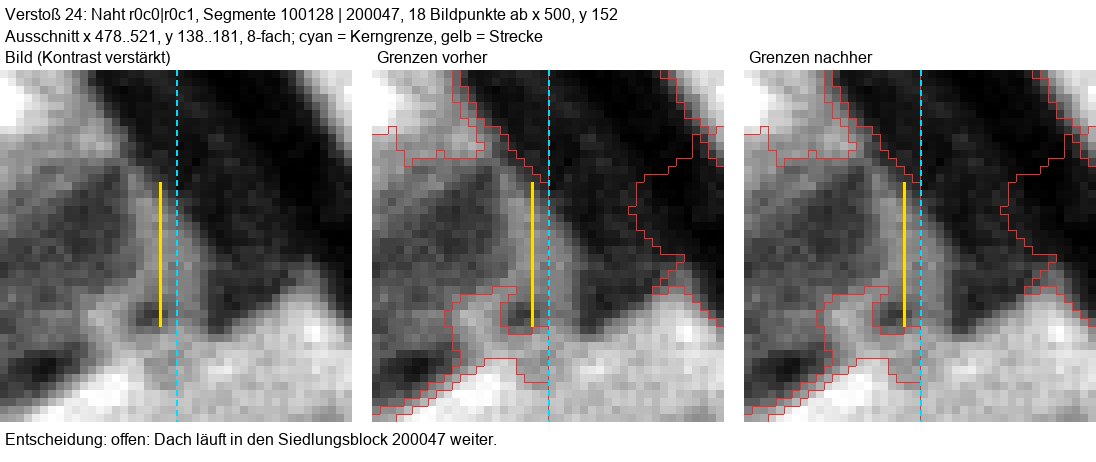 Verstoß 24: Naht r0c0|r0c1, Segmente 100128 | 200047, 18 Bildpunkte ab x 500, y 152
Ausschnitt x 478..521, y 138..181, 8-fach; cyan = Kerngrenze, gelb = Strecke
Bild (Kontrast verstärkt) Grenzen vorher Grenzen nachher
Entscheidung: offen: Dach läuft in den Siedlungsblock 200047 weiter.